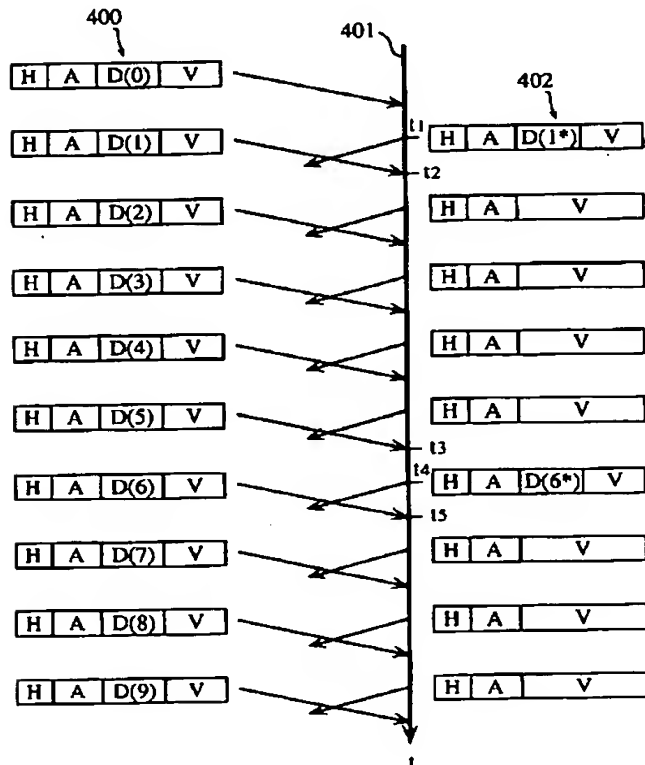 400
401
H A D(0) V
402
t1
H A D(1*) V
H A D(1) V
t2
H A V
H A D(2) V
H A V
H A D(3) V
H A V
H A D(4) V
H A V
H A D(5) V
t3
t4
H A D(6*) V
H A D(6) V
t5
H A V
H A D(7) V
H A V
H A D(8) V
H A V
H A D(9) V
t